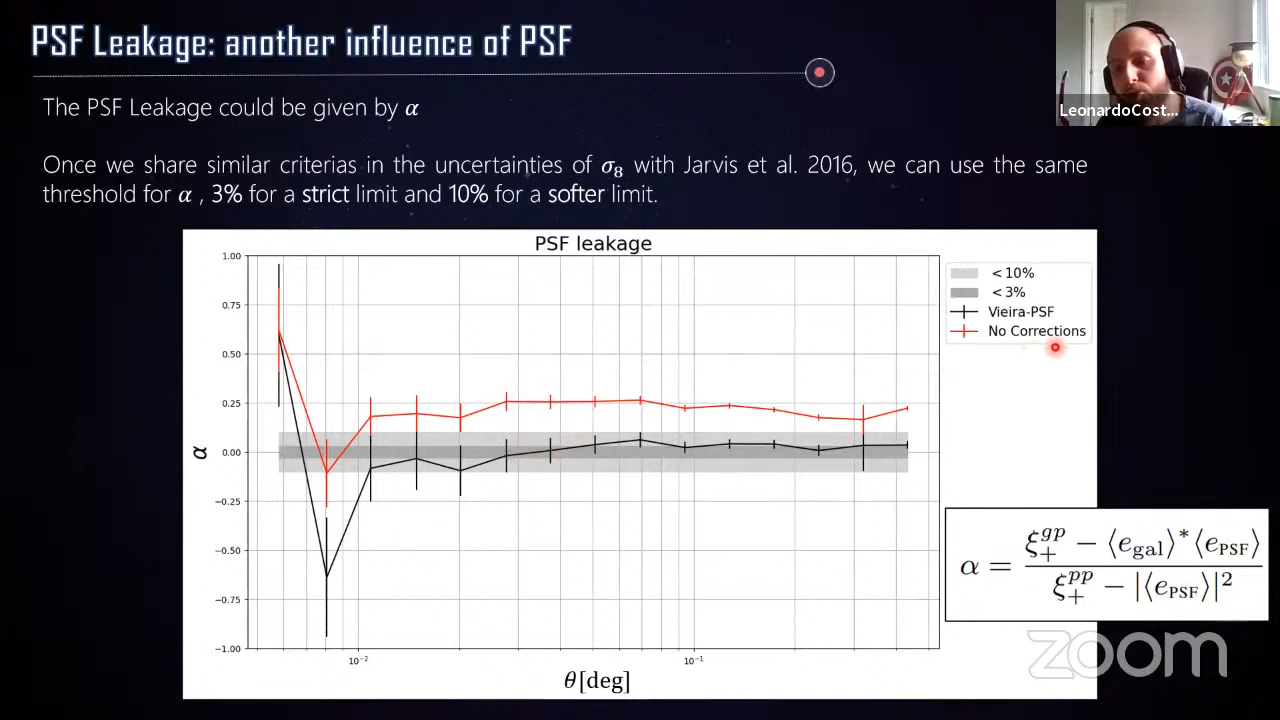 PSF Leakage: another influence of PSF
LeonardoCost...
The PSF Leakage could be given by α
Once we share similar criterias in the uncertainties of σ₈ with Jarvis et al. 2016, we can use the same
threshold for α , 3% for a strict limit and 10% for a softer limit.
PSF leakage
1.00
0.75
0.50
0.25
0.00
−0.25
−0.50
−0.75
−1.00
α
10⁻²
10⁻¹
θ[deg]
<10%
<3%
Vieira-PSF
No Corrections
α = (ξ₊^gp − ⟨e_gal⟩*⟨e_PSF⟩) / (ξ₊^pp − |⟨e_PSF⟩|²)
zoom